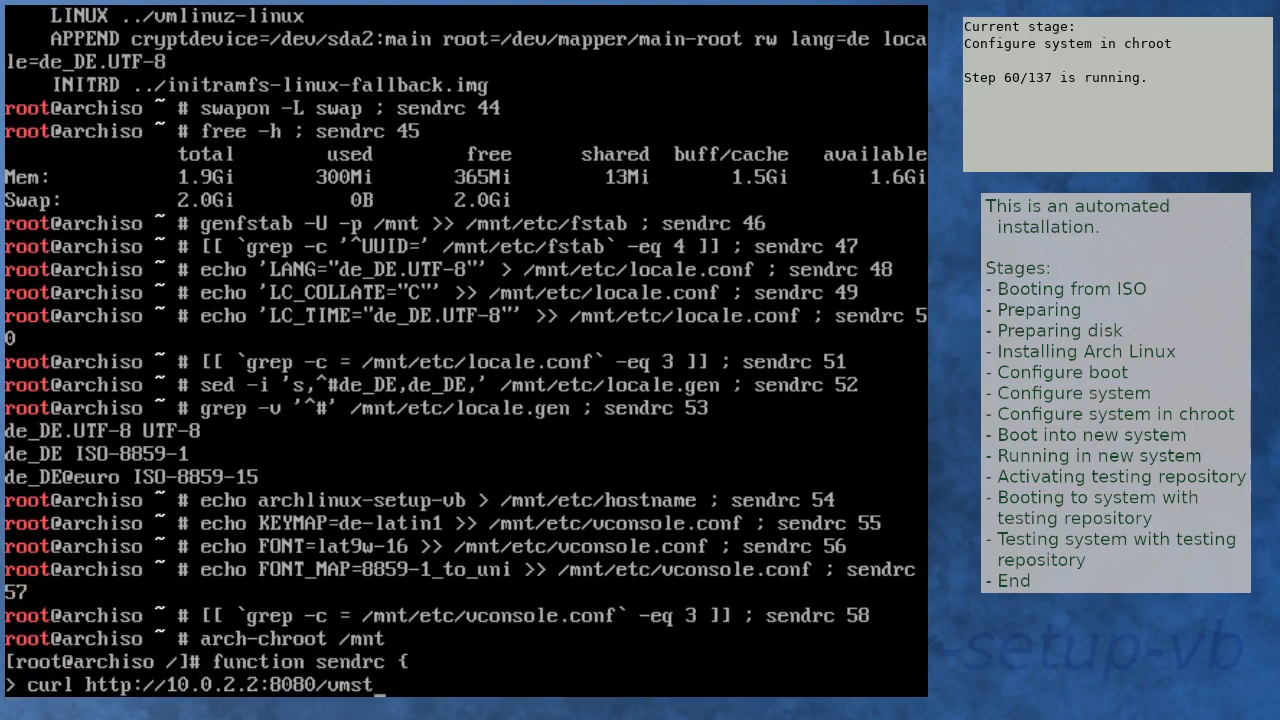 LINUX ../vmlinuz-linux
APPEND cryptdevice=/dev/sda2:main root=/dev/mapper/main-root rw lang=de loca
le=de_DE.UTF-8
INITRD ../initramfs-linux-fallback.img
root@archiso ~ # swapon -L swap ; sendrc 44
root@archiso ~ # free -h ; sendrc 45
total used free shared buff/cache available
Mem: 1.9Gi 300Mi 365Mi 13Mi 1.5Gi 1.6Gi
Swap: 2.0Gi 0B 2.0Gi
root@archiso ~ # genfstab -U -p /mnt >> /mnt/etc/fstab ; sendrc 46
root@archiso ~ # [[ `grep -c '^UUID=' /mnt/etc/fstab` -eq 4 ]] ; sendrc 47
root@archiso ~ # echo 'LANG="de_DE.UTF-8"' > /mnt/etc/locale.conf ; sendrc 48
root@archiso ~ # echo 'LC_COLLATE="C"' >> /mnt/etc/locale.conf ; sendrc 49
root@archiso ~ # echo 'LC_TIME="de_DE.UTF-8"' >> /mnt/etc/locale.conf ; sendrc 5
0
root@archiso ~ # [[ `grep -c = /mnt/etc/locale.conf` -eq 3 ]] ; sendrc 51
root@archiso ~ # sed -i 's,^#de_DE,de_DE,' /mnt/etc/locale.gen ; sendrc 52
root@archiso ~ # grep -v '^#' /mnt/etc/locale.gen ; sendrc 53
de_DE.UTF-8 UTF-8
de_DE ISO-8859-1
de_DE@euro ISO-8859-15
root@archiso ~ # echo archlinux-setup-vb > /mnt/etc/hostname ; sendrc 54
root@archiso ~ # echo KEYMAP=de-latin1 >> /mnt/etc/vconsole.conf ; sendrc 55
root@archiso ~ # echo FONT=lat9w-16 >> /mnt/etc/vconsole.conf ; sendrc 56
root@archiso ~ # echo FONT_MAP=8859-1_to_uni >> /mnt/etc/vconsole.conf ; sendrc
57
root@archiso ~ # [[ `grep -c = /mnt/etc/vconsole.conf` -eq 3 ]] ; sendrc 58
root@archiso ~ # arch-chroot /mnt
[root@archiso /]# function sendrc {
> curl http://10.0.2.2:8080/vmst_
Current stage:
Configure system in chroot
Step 60/137 is running.
This is an automated
installation.
Stages:
- Booting from ISO
- Preparing
- Preparing disk
- Installing Arch Linux
- Configure boot
- Configure system
- Configure system in chroot
- Boot into new system
- Running in new system
- Activating testing repository
- Booting to system with
testing repository
- Testing system with testing
repository
- End
-setup-vb